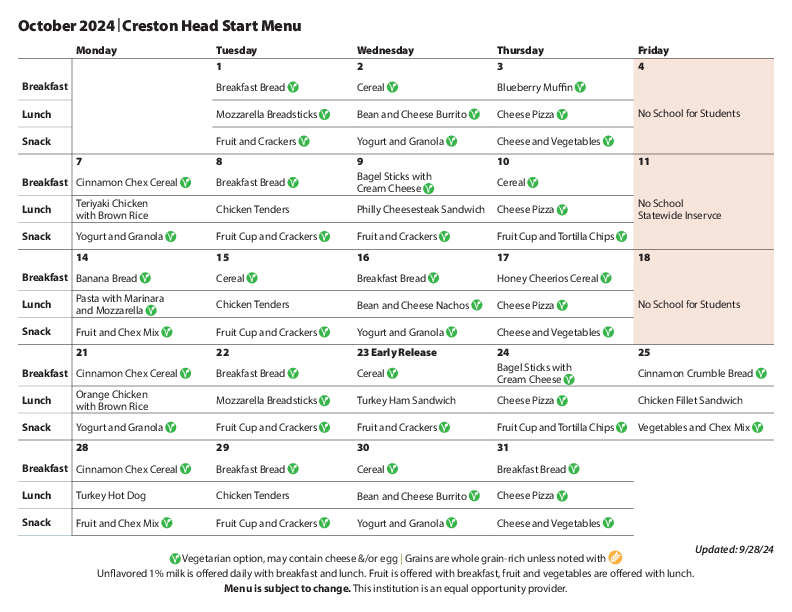 October 2024 | Creston Head Start Menu
Monday Tuesday Wednesday Thursday Friday
1 2 3 4
Breakfast Breakfast Bread Cereal Blueberry Muffin
Lunch Mozzarella Breadsticks Bean and Cheese Burrito Cheese Pizza No School for Students
Snack Fruit and Crackers Yogurt and Granola Cheese and Vegetables
7 8 9 10 11
Breakfast Cinnamon Chex Cereal Breakfast Bread Bagel Sticks with
Cream Cheese Cereal
Lunch Teriyaki Chicken
with Brown Rice Chicken Tenders Philly Cheesesteak Sandwich Cheese Pizza No School
Statewide Inservce
Snack Yogurt and Granola Fruit Cup and Crackers Fruit and Crackers Fruit Cup and Tortilla Chips
14 15 16 17 18
Breakfast Banana Bread Cereal Breakfast Bread Honey Cheerios Cereal
Lunch Pasta with Marinara
and Mozzarella Chicken Tenders Bean and Cheese Nachos Cheese Pizza No School for Students
Snack Fruit and Chex Mix Fruit Cup and Crackers Yogurt and Granola Cheese and Vegetables
21 22 23 Early Release 24 25
Breakfast Cinnamon Chex Cereal Breakfast Bread Cereal Bagel Sticks with
Cream Cheese Cinnamon Crumble Bread
Lunch Orange Chicken
with Brown Rice Mozzarella Breadsticks Turkey Ham Sandwich Cheese Pizza Chicken Fillet Sandwich
Snack Yogurt and Granola Fruit Cup and Crackers Fruit and Crackers Fruit Cup and Tortilla Chips Vegetables and Chex Mix
28 29 30 31
Breakfast Cinnamon Chex Cereal Breakfast Bread Cereal Breakfast Bread
Lunch Turkey Hot Dog Chicken Tenders Bean and Cheese Burrito Cheese Pizza
Snack Fruit and Chex Mix Fruit Cup and Crackers Yogurt and Granola Cheese and Vegetables
Updated: 9/28/24
V Vegetarian option, may contain cheese &/or egg | Grains are whole grain-rich unless noted with
Unflavored 1% milk is offered daily with breakfast and lunch. Fruit is offered with breakfast, fruit and vegetables are offered with lunch.
Menu is subject to change. This institution is an equal opportunity provider.